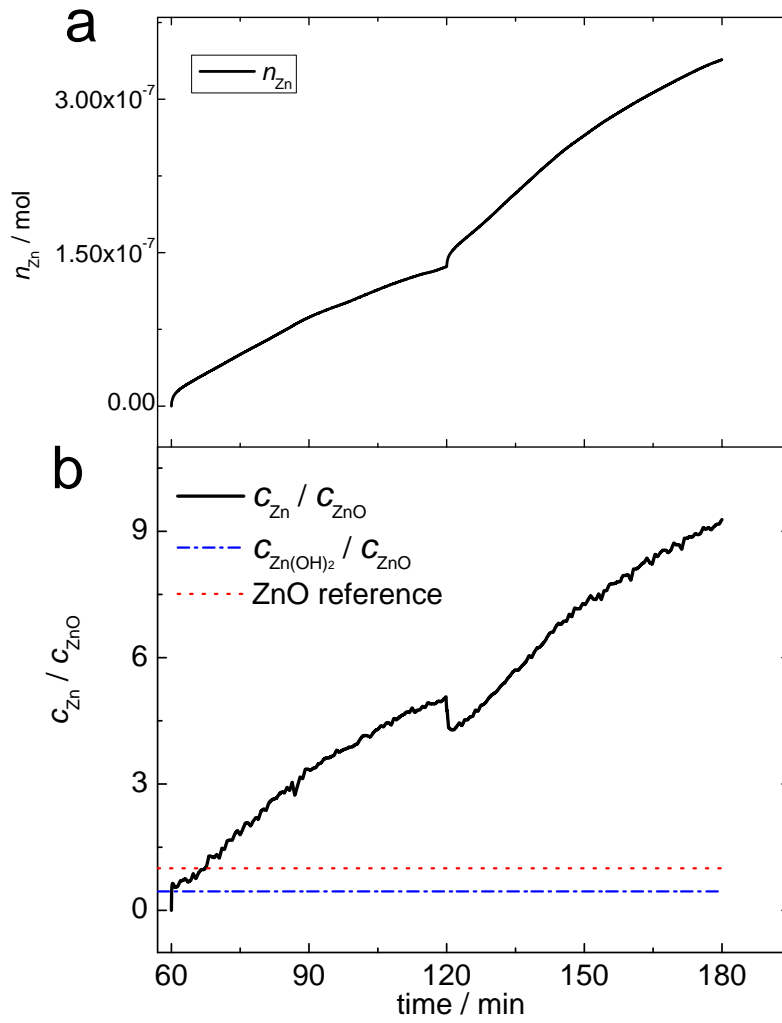 a
n_Zn
3.00x10⁻⁷
1.50x10⁻⁷
0.00
n_Zn / mol
b
c_Zn / c_ZnO
c_Zn(OH)₂ / c_ZnO
ZnO reference
9
6
3
0
c_Zn / c_ZnO
60 90 120 150 180
time / min